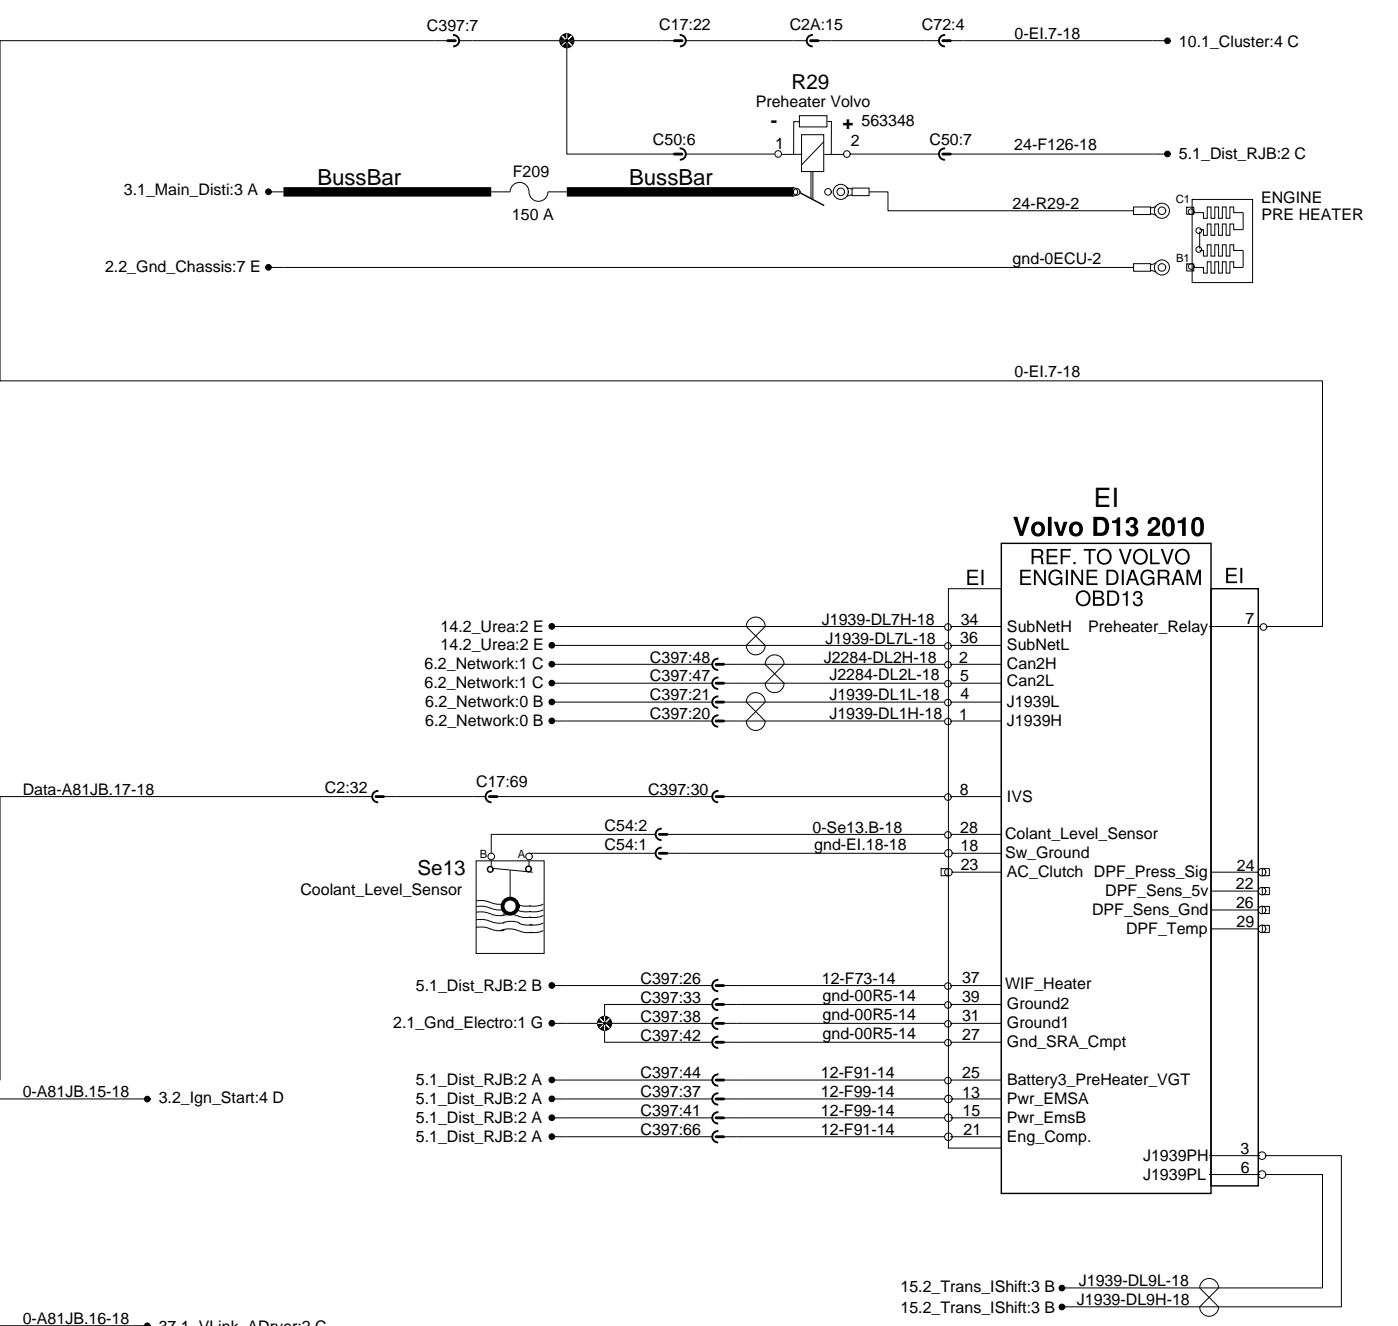 C397:7 C17:22 C2A:15 C72:4 0-EI.7-18 10.1_Cluster:4 C
R29
Preheater Volvo
- + 563348
C50:6 1 2 C50:7 24-F126-18 5.1_Dist_RJB:2 C
3.1_Main_Disti:3 A BussBar F209 BussBar
150 A
24-R29-2 C1 ENGINE
PRE HEATER
2.2_Gnd_Chassis:7 E gnd-0ECU-2 B1
0-EI.7-18
EI
Volvo D13 2010
REF. TO VOLVO
EI ENGINE DIAGRAM EI
OBD13
14.2_Urea:2 E J1939-DL7H-18 34 SubNetH Preheater_Relay 7
14.2_Urea:2 E J1939-DL7L-18 36 SubNetL
6.2_Network:1 C C397:48 J2284-DL2H-18 2 Can2H
6.2_Network:1 C C397:47 J2284-DL2L-18 5 Can2L
6.2_Network:0 B C397:21 J1939-DL1L-18 4 J1939L
6.2_Network:0 B C397:20 J1939-DL1H-18 1 J1939H
Data-A81JB.17-18 C2:32 C17:69 C397:30 8 IVS
C54:2 0-Se13.B-18 28 Colant_Level_Sensor
B A C54:1 gnd-EI.18-18 18 Sw_Ground
Se13 23 AC_Clutch DPF_Press_Sig 24
Coolant_Level_Sensor DPF_Sens_5v 22
DPF_Sens_Gnd 26
DPF_Temp 29
5.1_Dist_RJB:2 B C397:26 12-F73-14 37 WIF_Heater
C397:33 gnd-00R5-14 39 Ground2
2.1_Gnd_Electro:1 G C397:38 gnd-00R5-14 31 Ground1
C397:42 gnd-00R5-14 27 Gnd_SRA_Cmpt
5.1_Dist_RJB:2 A C397:44 12-F91-14 25 Battery3_PreHeater_VGT
0-A81JB.15-18 3.2_Ign_Start:4 D 5.1_Dist_RJB:2 A C397:37 12-F99-14 13 Pwr_EMSA
5.1_Dist_RJB:2 A C397:41 12-F99-14 15 Pwr_EmsB
5.1_Dist_RJB:2 A C397:66 12-F91-14 21 Eng_Comp.
J1939PH 3
J1939PL 6
15.2_Trans_IShift:3 B J1939-DL9L-18
15.2_Trans_IShift:3 B J1939-DL9H-18
0-A81JB.16-18